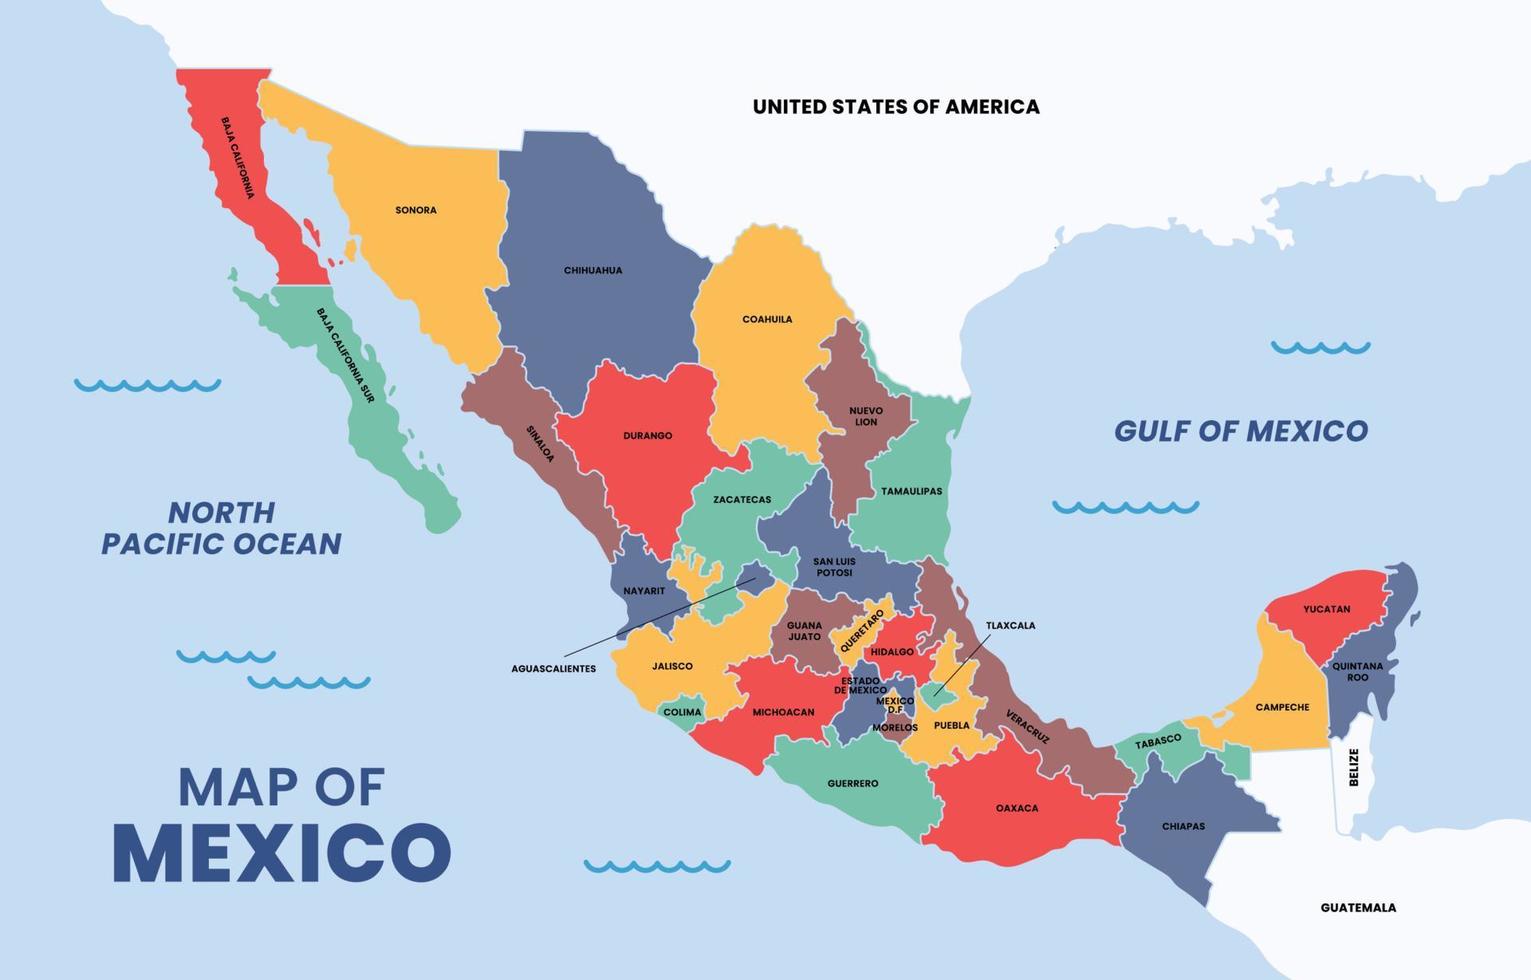 UNITED STATES OF AMERICA
BAJA CALIFORNIA
SONORA
CHIHUAHUA
COAHUILA
BAJA CALIFORNIA SUR
NUEVO
LION
GULF OF MEXICO
DURANGO
SINALOA
TAMAULIPAS
ZACATECAS
NORTH
PACIFIC OCEAN
SAN LUIS
POTOSI
NAYARIT
YUCATAN
GUANA
JUATO
QUERETARO
TLAXCALA
HIDALGO
AGUASCALIENTES
JALISCO
QUINTANA
ROO
ESTADO
DE MEXICO
MEXICO
D.F
CAMPECHE
COLIMA
MICHOACAN
MORELOS
PUEBLA
VERACRUZ
TABASCO
BELIZE
GUERRERO
OAXACA
CHIAPAS
MAP OF
MEXICO
GUATEMALA